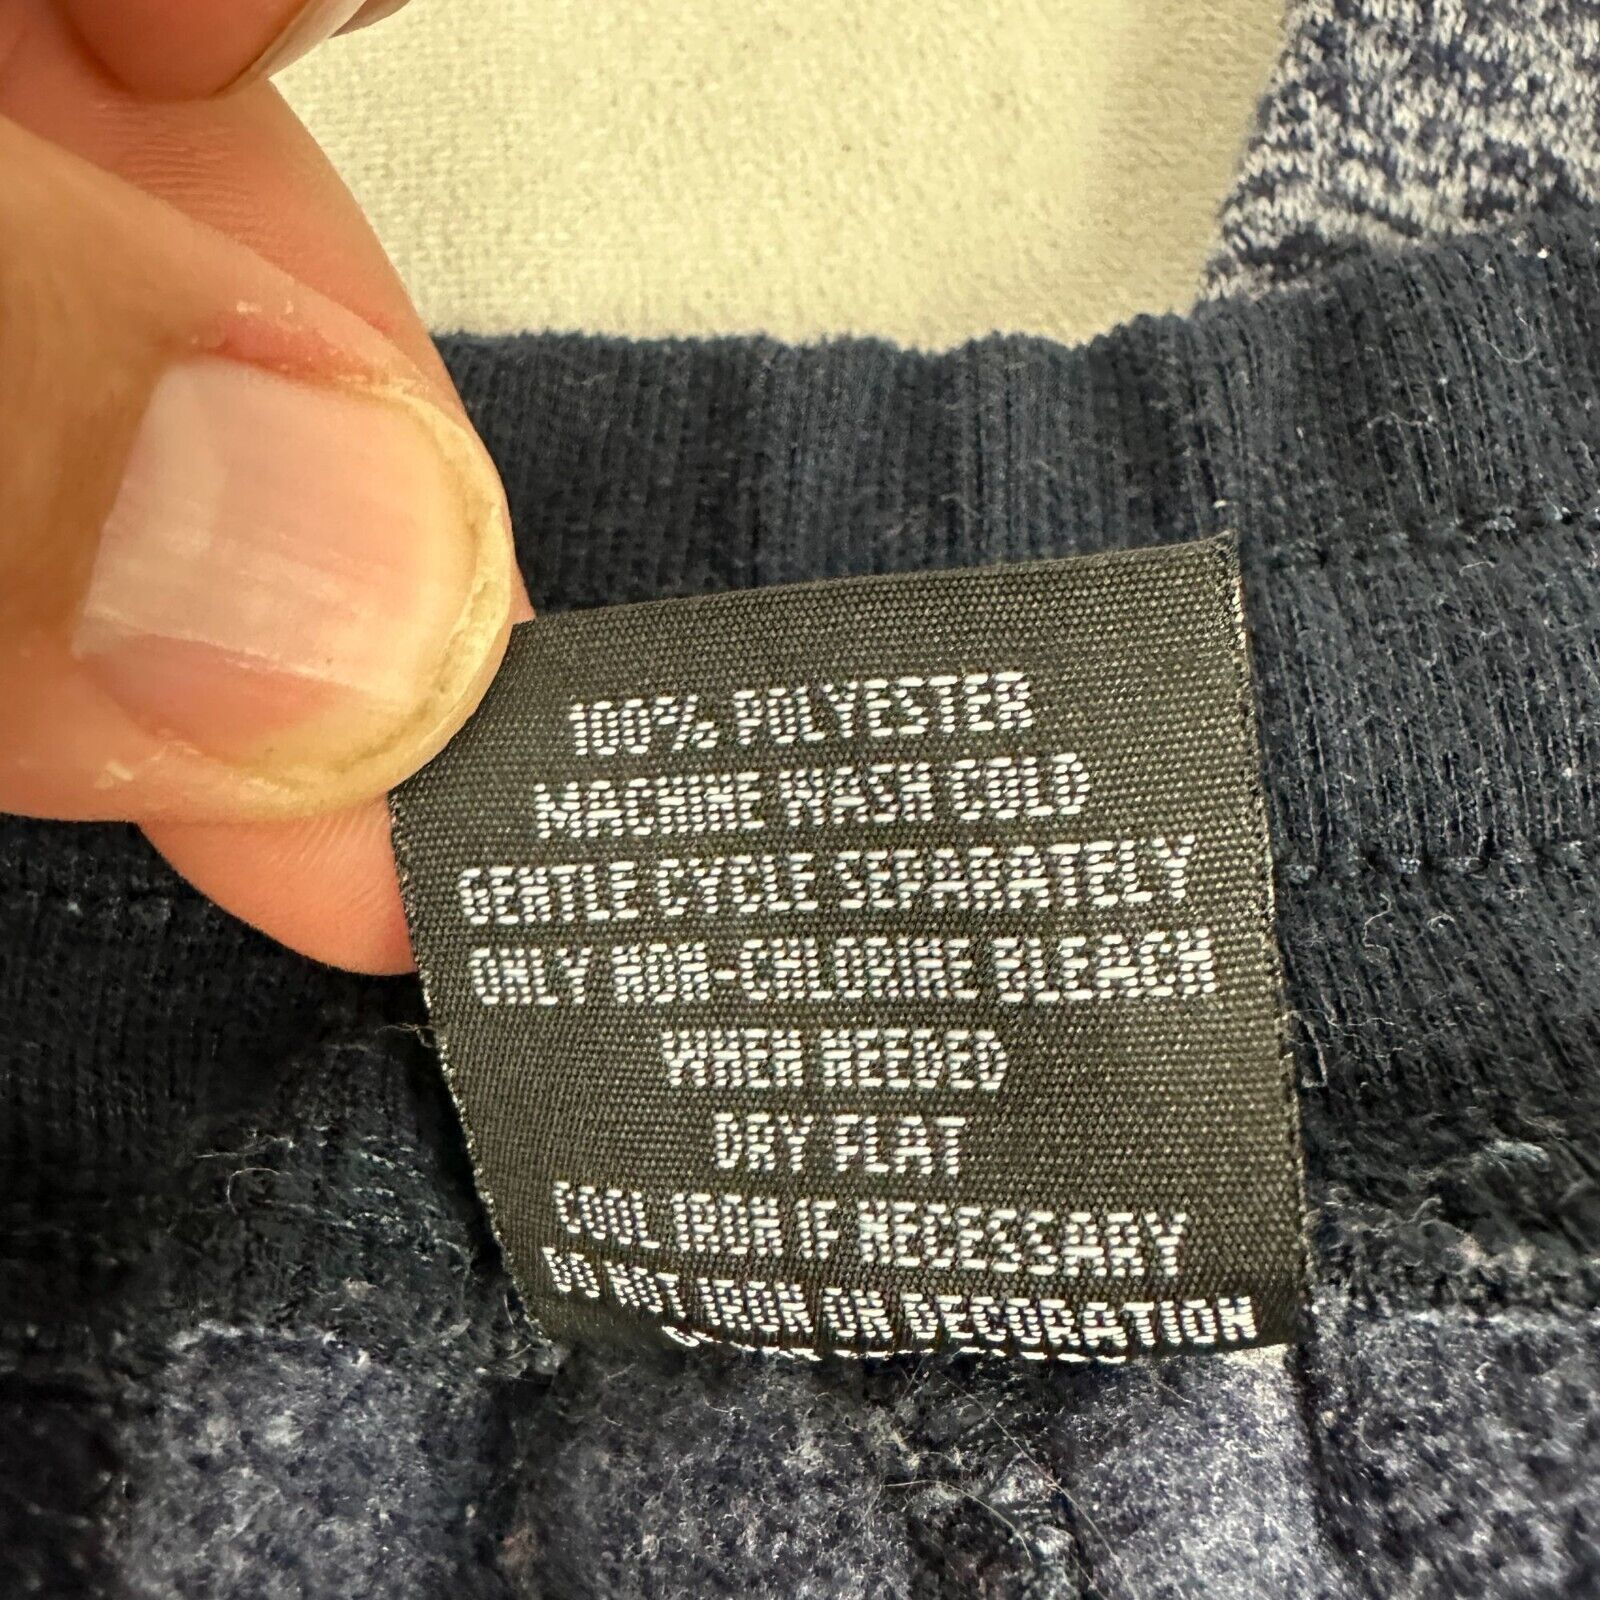 100% POLYESTER
MACHINE WASH COLD
GENTLE CYCLE SEPARATELY
ONLY NON-CHLORINE BLEACH
WHEN NEEDED
DRY FLAT
COOL IRON IF NECESSARY
DO NOT IRON OR DECORATION